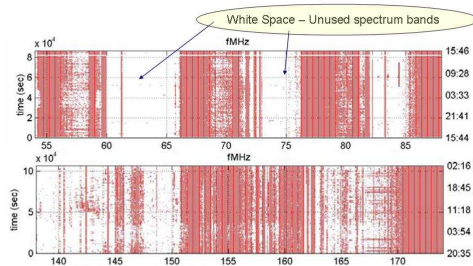 White Space – Unused spectrum bands
fMHz
x 10⁴
8
6
4
2
0
time (sec)
15:46
09:28
03:33
21:41
15:44
55 60 65 70 75 80 85
fMHz
x 10⁴
10
5
0
time (sec)
02:16
18:45
11:18
03:54
20:35
140 145 150 155 160 165 170